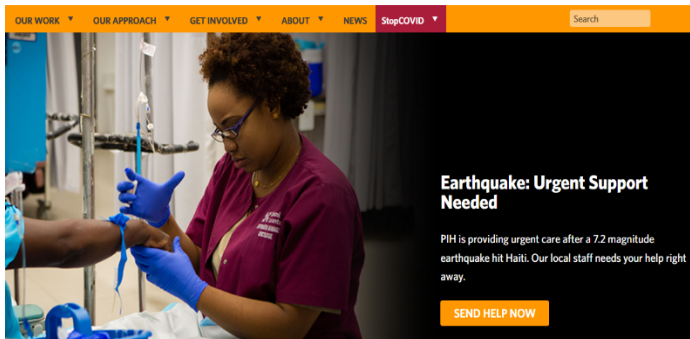 OUR WORK OUR APPROACH GET INVOLVED ABOUT NEWS StopCOVID Search
Earthquake: Urgent Support
Needed
PIH is providing urgent care after a 7.2 magnitude
earthquake hit Haiti. Our local staff needs your help right
away.
SEND HELP NOW